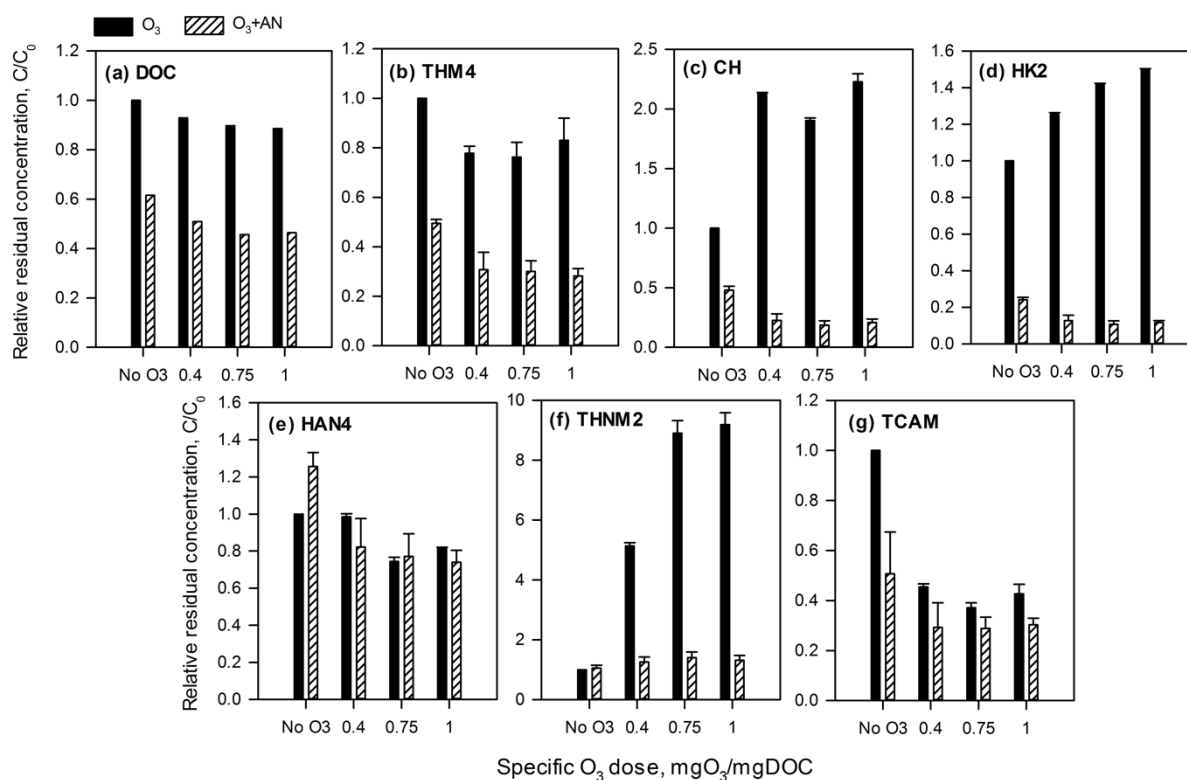 O₃ O₃+AN
Relative residual concentration, C/C₀
(a) DOC
1.2
1.0
0.8
0.6
0.4
0.2
0.0
No O3 0.4 0.75 1
(b) THM4
1.2
1.0
0.8
0.6
0.4
0.2
0.0
No O3 0.4 0.75 1
(c) CH
2.5
2.0
1.5
1.0
0.5
0.0
No O3 0.4 0.75 1
(d) HK2
1.6
1.4
1.2
1.0
0.8
0.6
0.4
0.2
0.0
No O3 0.4 0.75 1
Relative residual concentration, C/C₀
(e) HAN4
1.6
1.4
1.2
1.0
0.8
0.6
0.4
0.2
0.0
No O3 0.4 0.75 1
(f) THNM2
10
8
6
4
2
0
No O3 0.4 0.75 1
(g) TCAM
1.2
1.0
0.8
0.6
0.4
0.2
0.0
No O3 0.4 0.75 1
Specific O₃ dose, mgO₃/mgDOC